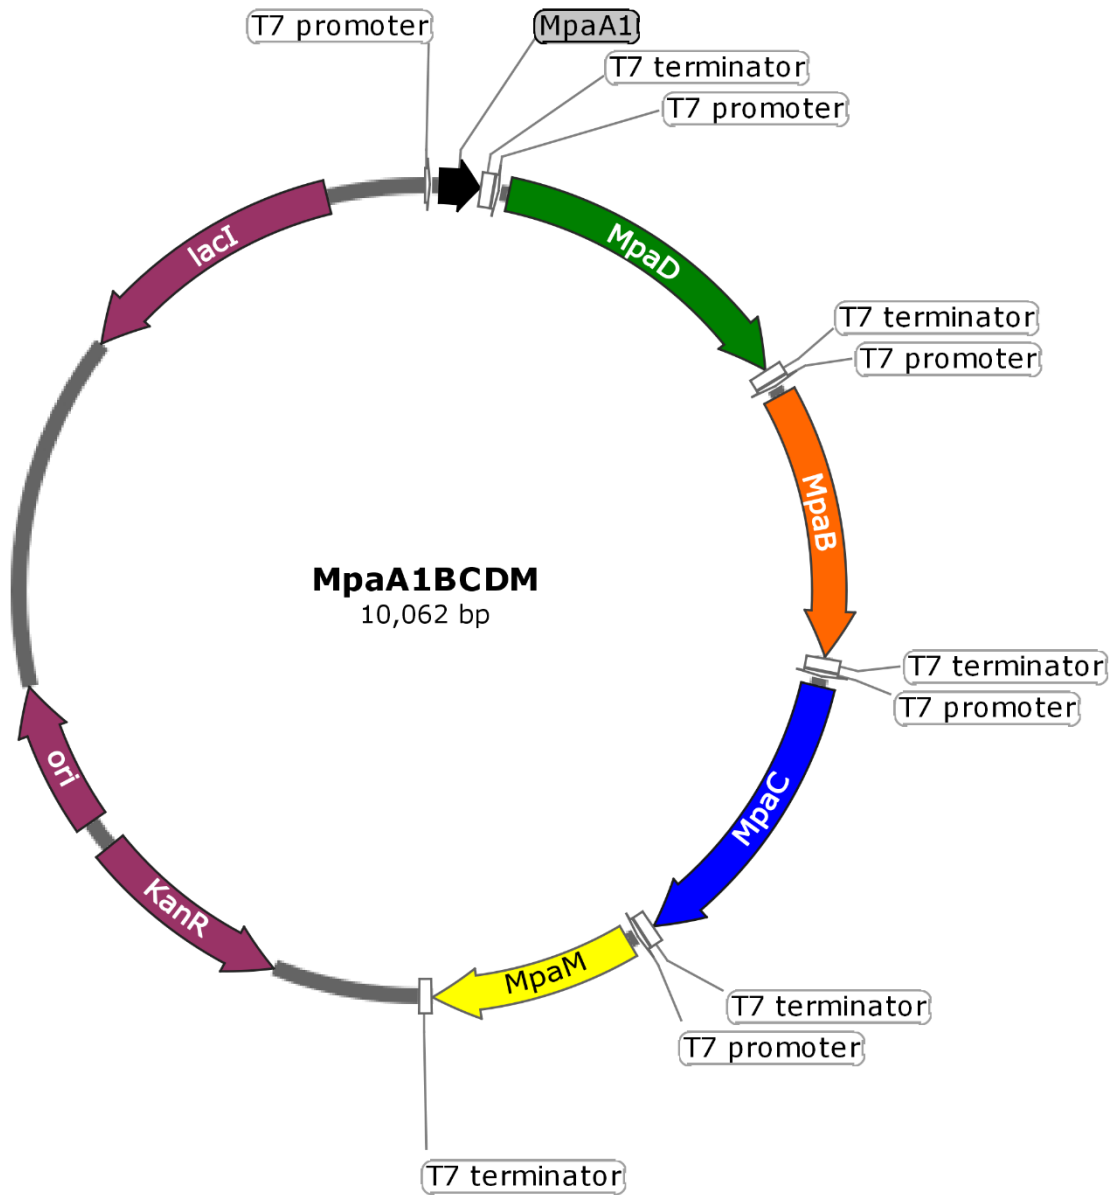 T7 promoter
MpaA1
T7 terminator
T7 promoter
lacI
MpaD
T7 terminator
T7 promoter
MpaB
MpaA1BCDM
10,062 bp
T7 terminator
T7 promoter
ori
MpaC
KanR
MpaM
T7 terminator
T7 promoter
T7 terminator